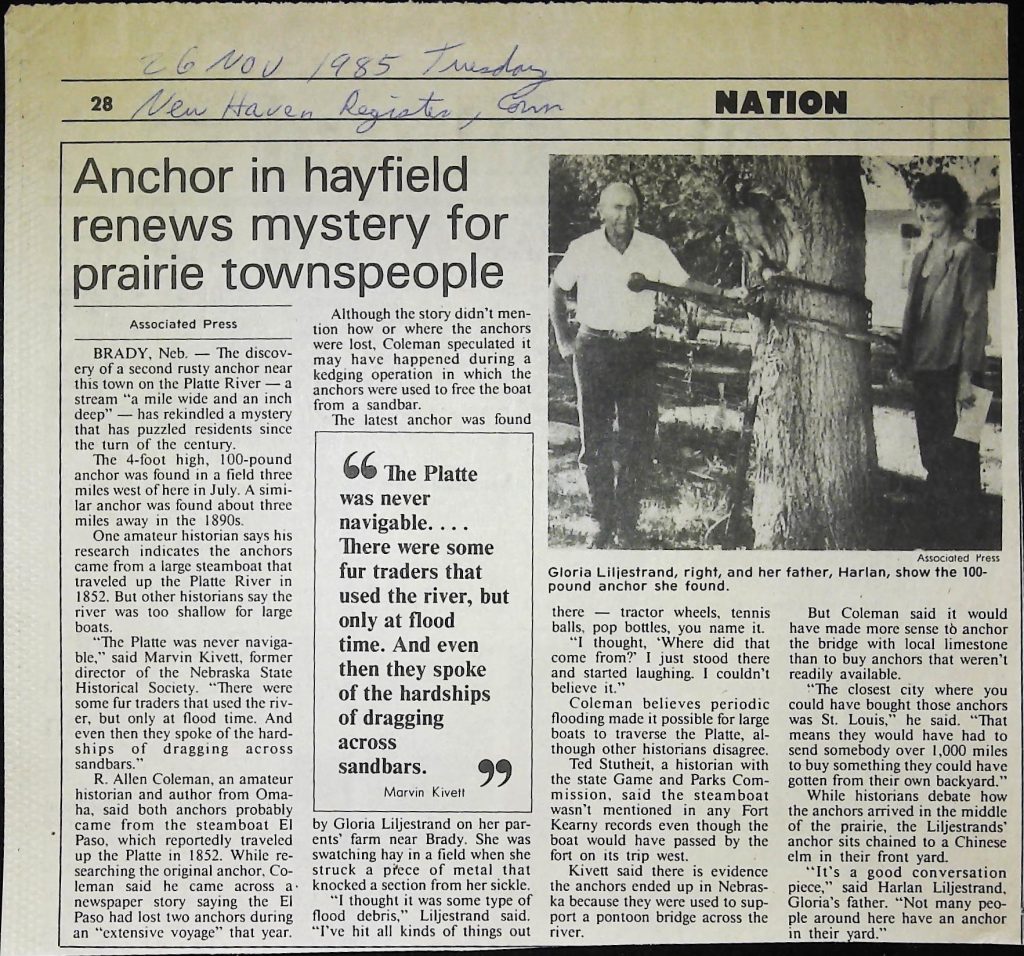 26 Nov 1985 Tuesday
28 New Haven Register, Conn NATION
Anchor in hayfield
renews mystery for
prairie townspeople
Associated Press
BRADY, Neb. — The discov-
ery of a second rusty anchor near
this town on the Platte River — a
stream “a mile wide and an inch
deep” — has rekindled a mystery
that has puzzled residents since
the turn of the century.
The 4-foot high, 100-pound
anchor was found in a field three
miles west of here in July. A simi-
lar anchor was found about three
miles away in the 1890s.
One amateur historian says his
research indicates the anchors
came from a large steamboat that
traveled up the Platte River in
1852. But other historians say the
river was too shallow for large
boats.
“The Platte was never naviga-
ble,” said Marvin Kivett, former
director of the Nebraska State
Historical Society. “There were
some fur traders that used the riv-
er, but only at flood time. And
even then they spoke of the hard-
ships of dragging across
sandbars.”
R. Allen Coleman, an amateur
historian and author from Oma-
ha, said both anchors probably
came from the steamboat El
Paso, which reportedly traveled
up the Platte in 1852. While re-
searching the original anchor, Co-
leman said he came across a
newspaper story saying the El
Paso had lost two anchors during
an “extensive voyage” that year.
Although the story didn’t men-
tion how or where the anchors
were lost, Coleman speculated it
may have happened during a
kedging operation in which the
anchors were used to free the boat
from a sandbar.
The latest anchor was found
“ The Platte
was never
navigable. . . .
There were some
fur traders that
used the river, but
only at flood
time. And even
then they spoke
of the hardships
of dragging
across
sandbars. ”
Marvin Kivett
by Gloria Liljestrand on her par-
ents’ farm near Brady. She was
swatching hay in a field when she
struck a piece of metal that
knocked a section from her sickle.
“I thought it was some type of
flood debris,” Liljestrand said.
“I’ve hit all kinds of things out
Associated Press
Gloria Liljestrand, right, and her father, Harlan, show the 100-
pound anchor she found.
there — tractor wheels, tennis
balls, pop bottles, you name it.
“I thought, ‘Where did that
come from?’ I just stood there
and started laughing. I couldn’t
believe it.”
Coleman believes periodic
flooding made it possible for large
boats to traverse the Platte, al-
though other historians disagree.
Ted Stutheit, a historian with
the state Game and Parks Com-
mission, said the steamboat
wasn’t mentioned in any Fort
Kearny records even though the
boat would have passed by the
fort on its trip west.
Kivett said there is evidence
the anchors ended up in Nebras-
ka because they were used to sup-
port a pontoon bridge across the
river.
But Coleman said it would
have made more sense to anchor
the bridge with local limestone
than to buy anchors that weren’t
readily available.
“The closest city where you
could have bought those anchors
was St. Louis,” he said. “That
means they would have had to
send somebody over 1,000 miles
to buy something they could have
gotten from their own backyard.”
While historians debate how
the anchors arrived in the middle
of the prairie, the Liljestrands’
anchor sits chained to a Chinese
elm in their front yard.
“It’s a good conversation
piece,” said Harlan Liljestrand,
Gloria’s father. “Not many peo-
ple around here have an anchor
in their yard.”